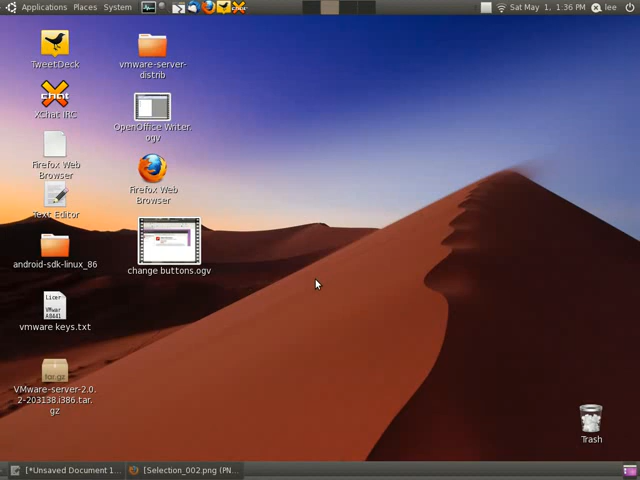 Applications Places System
Sat May 1, 1:36 PM lee
TweetDeck
XChat IRC
Firefox Web
Browser
Text Editor
android-sdk-linux_86
vmware keys.txt
VMware-server-2.0.
2-203138.i386.tar.
gz
vmware-server-
distrib
OpenOffice Writer.
ogv
Firefox Web
Browser
change buttons.ogv
Trash
[*Unsaved Document 1... [Selection_002.png (PN...